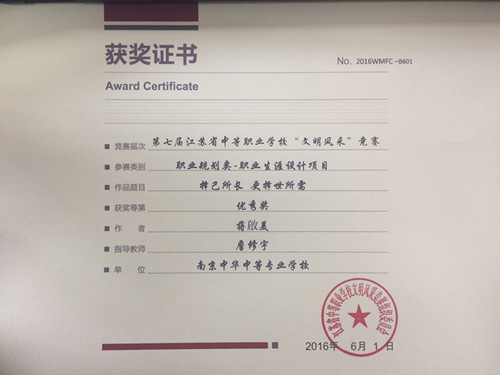 获奖证书
No. 2016WMFC-8601
Award Certificate
竞赛届次 第七届江苏省中等职业学校“文明风采”竞赛
参赛类别 职业规划类-职业生涯设计项目
作品题目 择己所长 更择世所需
获奖等第 优秀奖
作 者 蒋啟美
指导教师 詹修宇
单 位 南京中华中等专业学校
2016年 6月 1 日